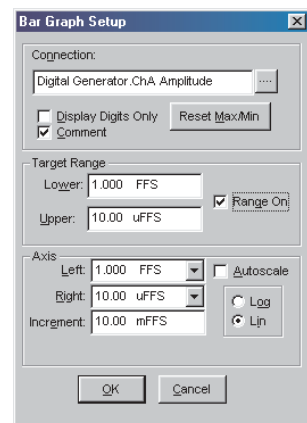 Bar Graph Setup
Connection:
Digital Generator.ChA Amplitude
....
Display Digits Only
Comment
Reset Max/Min
Target Range
Lower: 1.000 FFS
Upper: 10.00 uFFS
Range On
Axis
Left: 1.000 FFS
Autoscale
Right: 10.00 uFFS
Log
Increment: 10.00 mFFS
Lin
OK
Cancel